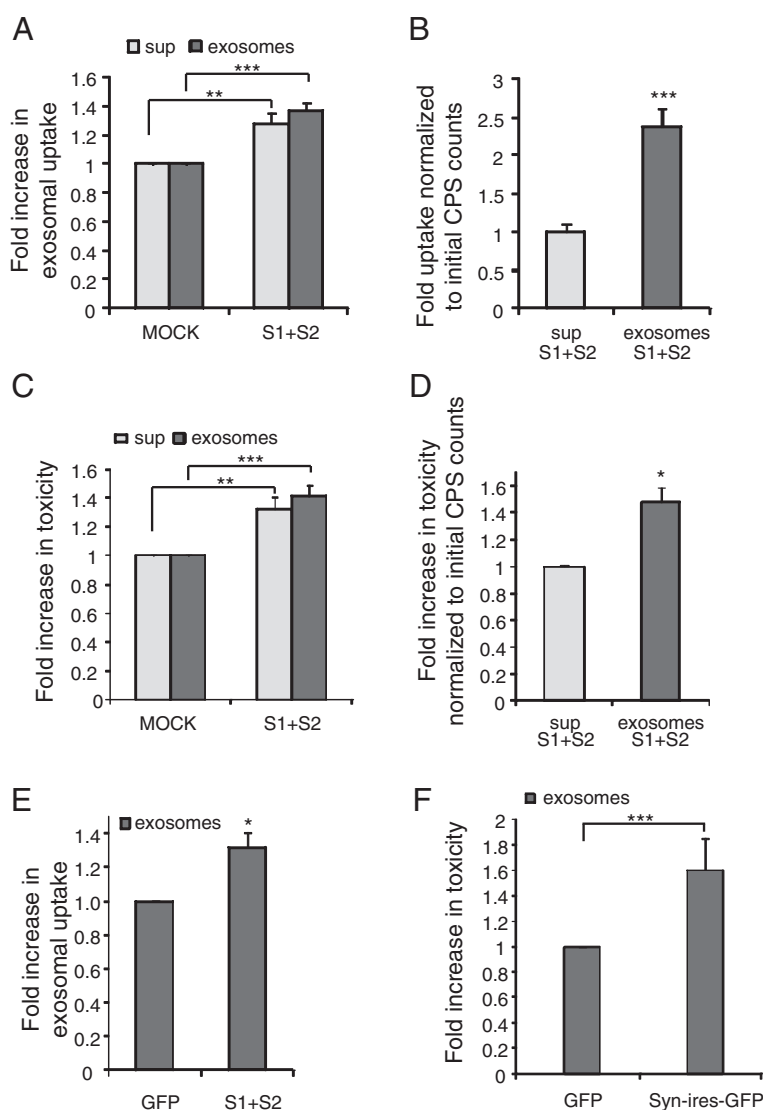 A
sup exosomes
Fold increase in
exosomal uptake
1.6
1.4
1.2
1
0.8
0.6
0.4
0.2
0
**
***
MOCK S1+S2
B
Fold uptake normalized
to initial CPS counts
3
2.5
2
1.5
1
0.5
0
***
sup
S1+S2
exosomes
S1+S2
C
sup exosomes
Fold increase in toxicity
1.6
1.4
1.2
1
0.8
0.6
0.4
0.2
0
**
***
MOCK S1+S2
D
Fold increase in toxicity
normalized to initial CPS counts
1.6
1.4
1.2
1
0.8
0.6
0.4
0.2
0
*
sup
S1+S2
exosomes
S1+S2
E
exosomes
Fold increase in
exosomal uptake
1.4
1.2
1.0
0.8
0.6
0.4
0.2
0
*
GFP S1+S2
F
exosomes
Fold increase in toxicity
2
1.8
1.6
1.4
1.2
1
0.8
0.6
0.4
0.2
0
***
GFP Syn-ires-GFP